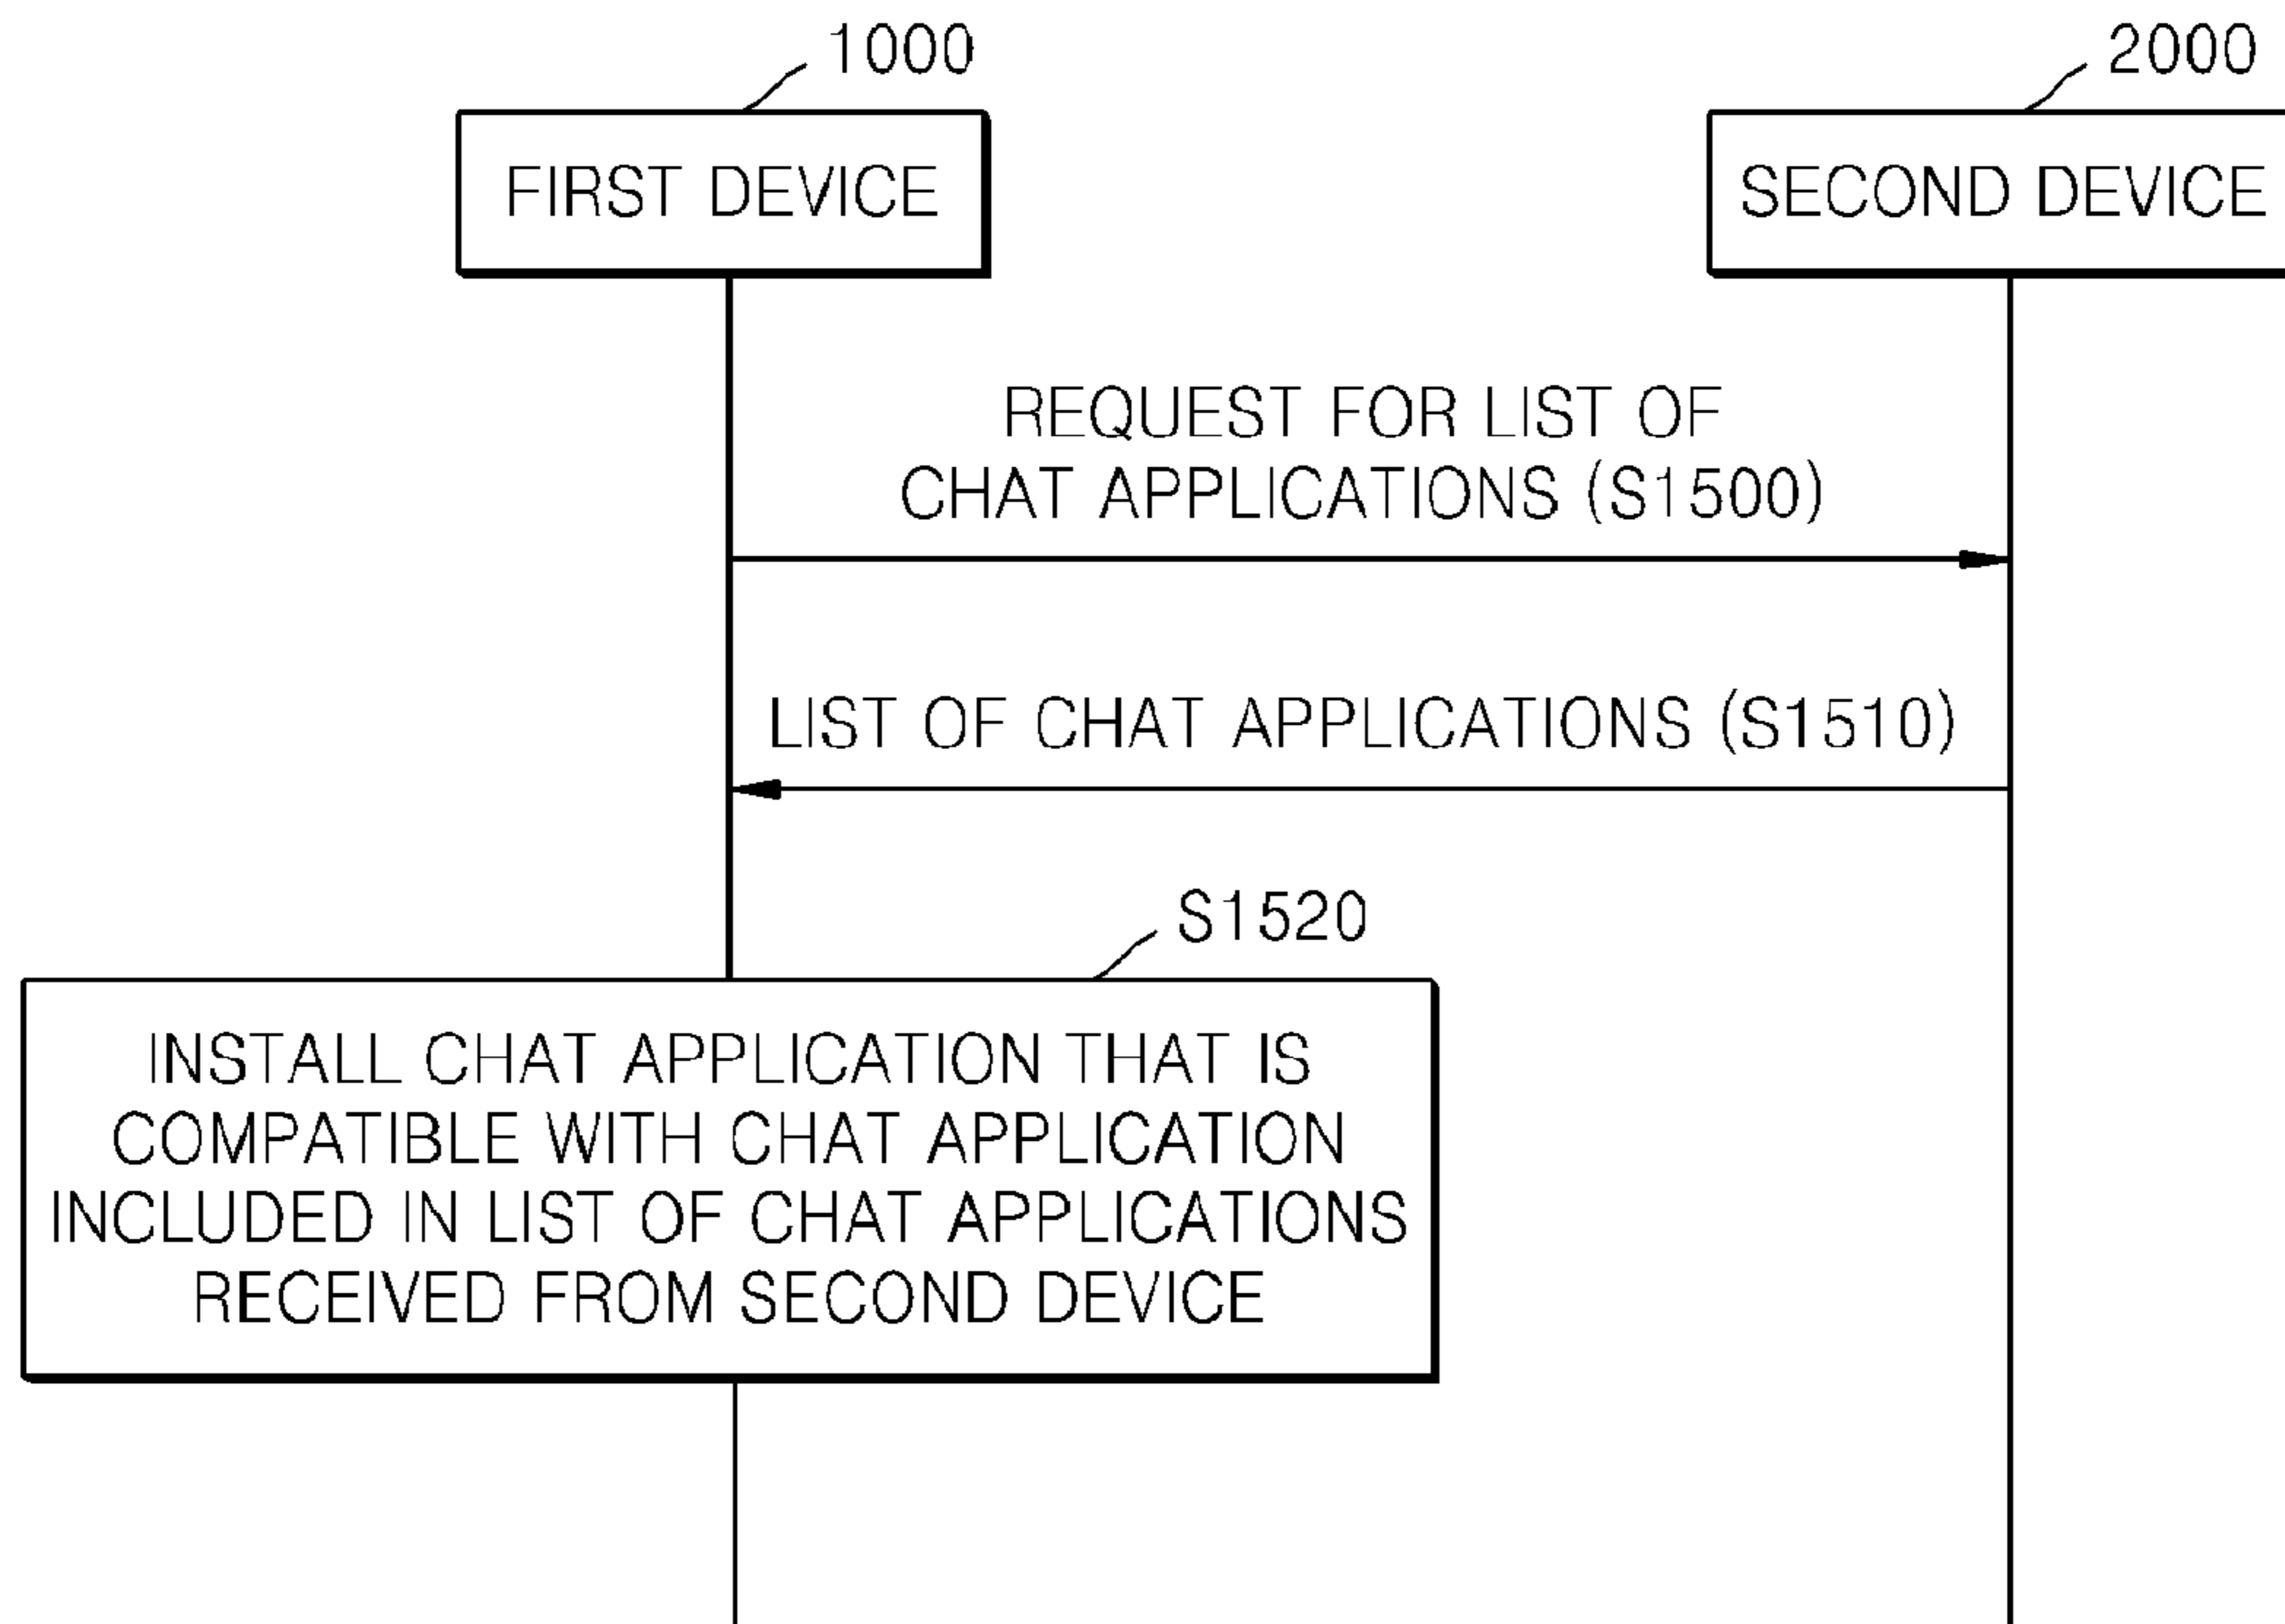 1000
2000
FIRST DEVICE
SECOND DEVICE
REQUEST FOR LIST OF
CHAT APPLICATIONS (S1500)
LIST OF CHAT APPLICATIONS (S1510)
S1520
INSTALL CHAT APPLICATION THAT IS
COMPATIBLE WITH CHAT APPLICATION
INCLUDED IN LIST OF CHAT APPLICATIONS
RECEIVED FROM SECOND DEVICE